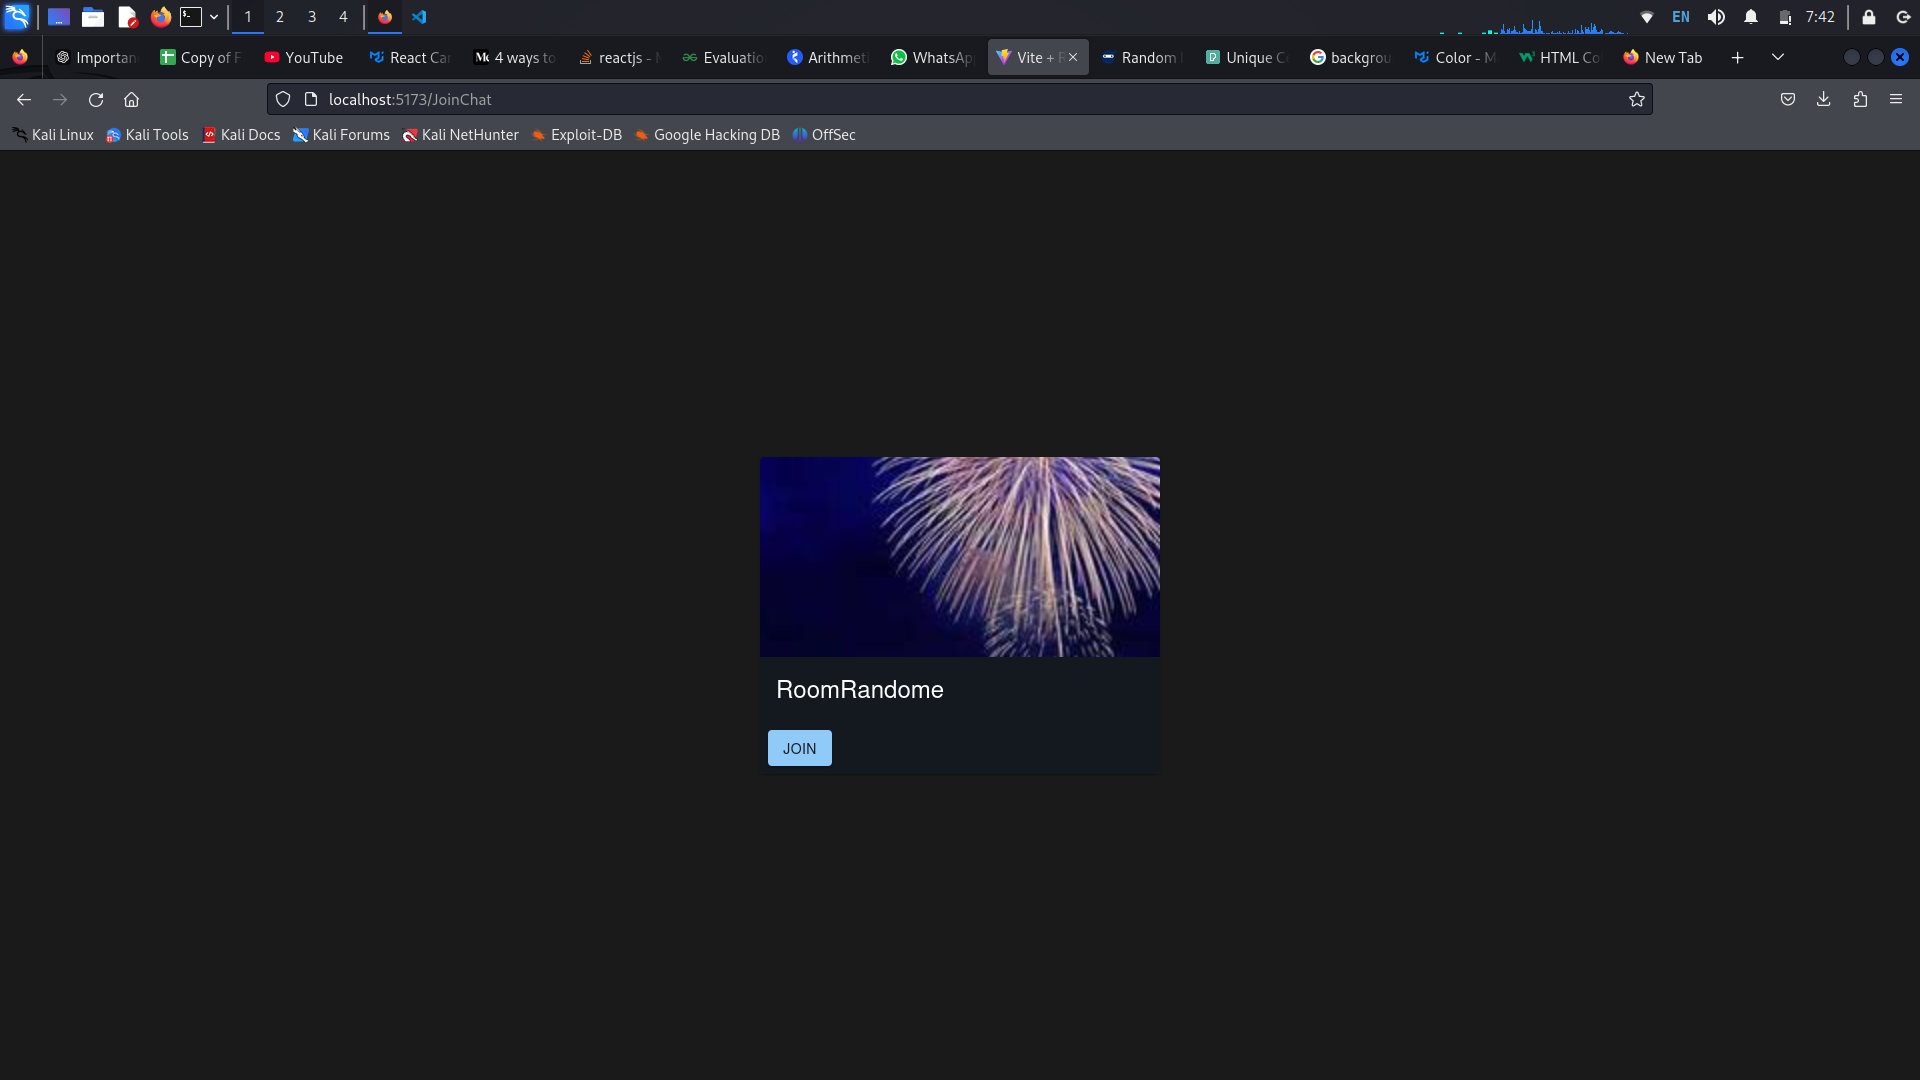 1 2 3 4 EN 7:42
Importan Copy of F YouTube React Car 4 ways to reactjs - Evaluatio Arithmeti WhatsApp Vite + R Random Unique C backgrou Color - M HTML Co New Tab
localhost:5173/JoinChat
Kali Linux Kali Tools Kali Docs Kali Forums Kali NetHunter Exploit-DB Google Hacking DB OffSec
RoomRandome
JOIN